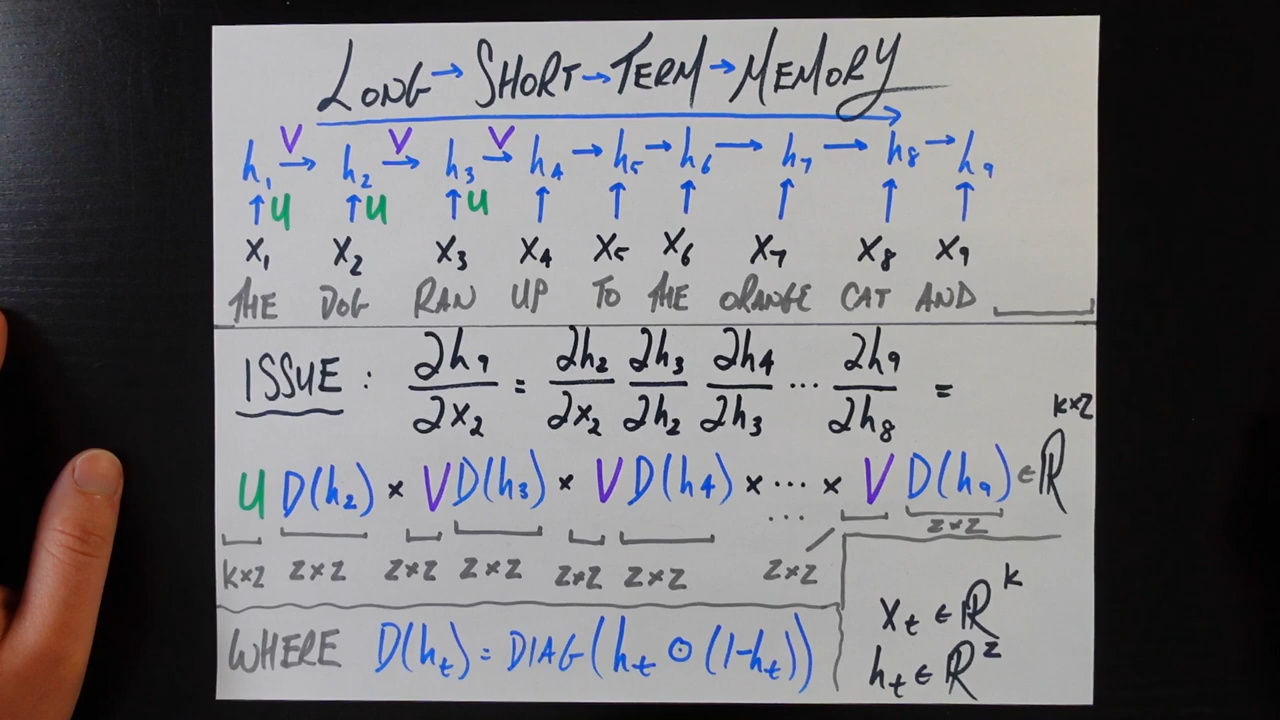 LONG → SHORT → TERM → MEMORY
V V V
h₁ → h₂ → h₃ → h₄ → h₅ → h₆ → h₇ → h₈ → h₉
↑ U ↑ U ↑ U ↑ ↑ ↑ ↑ ↑ ↑
X₁ X₂ X₃ X₄ X₅ X₆ X₇ X₈ X₉
THE DOG RAN UP TO THE ORANGE CAT AND ____
ISSUE: ∂h₉/∂x₂ = ∂h₂/∂x₂ ∂h₃/∂h₂ ∂h₄/∂h₃ ... ∂h₉/∂h₈ =
U D(h₂) × V D(h₃) × V D(h₄) × ... × V D(h₉) ∈ ℝ^(k×z)
k×z z×z z×z z×z z×z z×z ... z×z z×z
WHERE D(hₜ) = DIAG(hₜ ⊙ (1-hₜ))
xₜ ∈ ℝ^k
hₜ ∈ ℝ^z